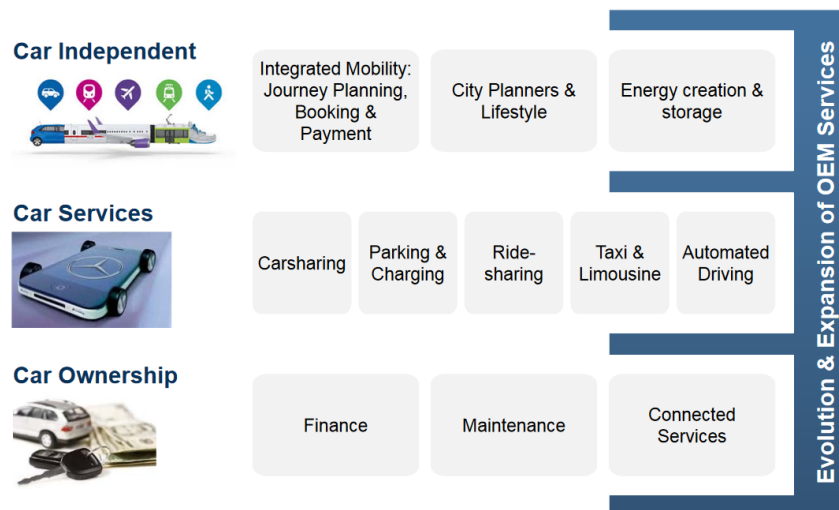 Car Independent
Integrated Mobility:
Journey Planning,
Booking &
Payment
City Planners &
Lifestyle
Energy creation &
storage
Car Services
Carsharing
Parking &
Charging
Ride-
sharing
Taxi &
Limousine
Automated
Driving
Car Ownership
Finance
Maintenance
Connected
Services
Evolution & Expansion of OEM Services